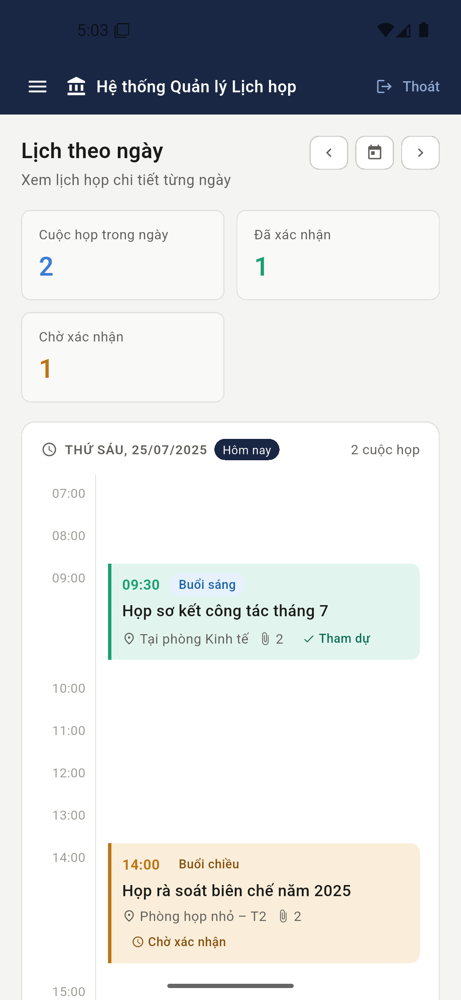 5:03
Hệ thống Quản lý Lịch họp
Thoát
Lịch theo ngày
Xem lịch họp chi tiết từng ngày
Cuộc họp trong ngày
2
Đã xác nhận
1
Chờ xác nhận
1
THỨ SÁU, 25/07/2025 Hôm nay 2 cuộc họp
07:00
08:00
09:00
09:30 Buổi sáng
Họp sơ kết công tác tháng 7
Tại phòng Kinh tế 2 Tham dự
10:00
11:00
12:00
13:00
14:00
14:00 Buổi chiều
Họp rà soát biên chế năm 2025
Phòng họp nhỏ – T2 2
Chờ xác nhận
15:00